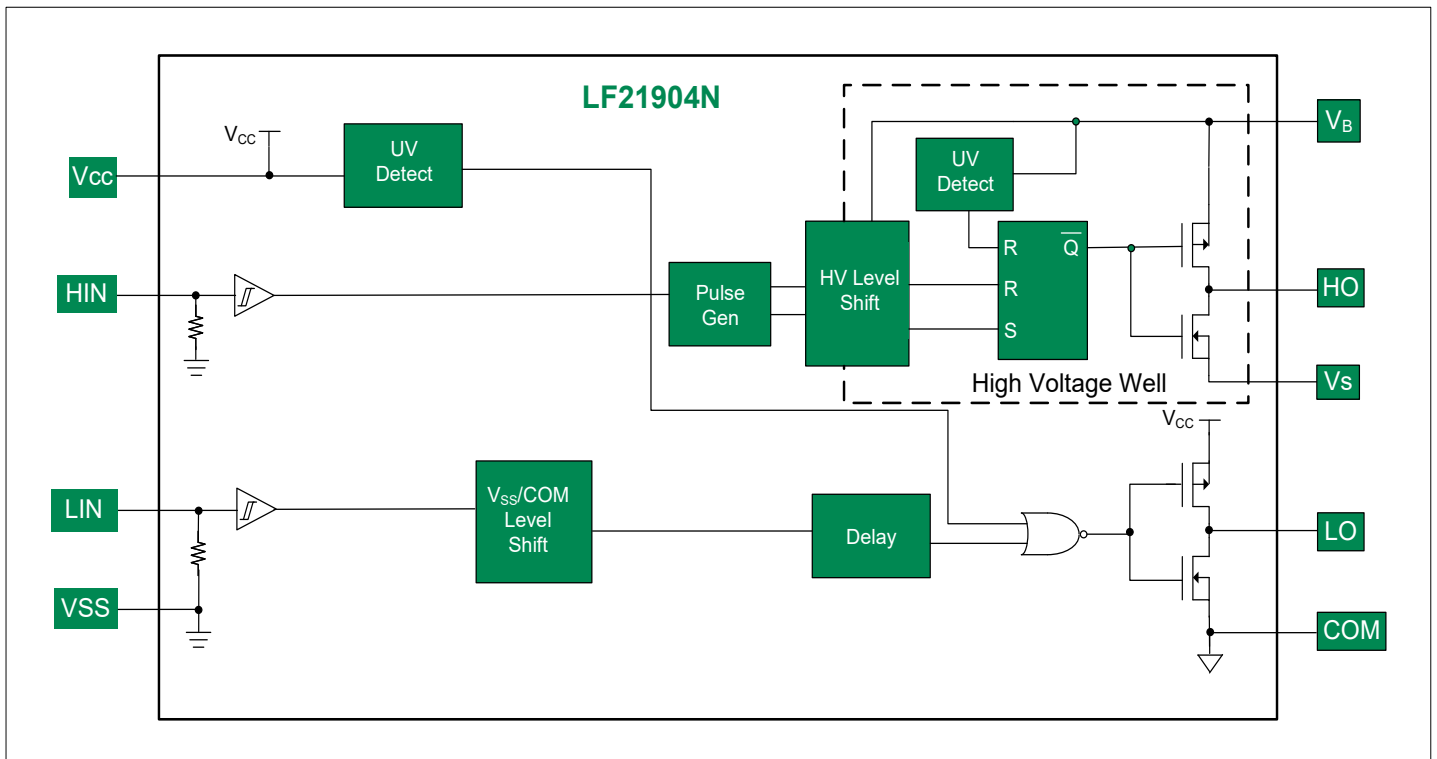 LF21904N
Vcc
VCC
UV
Detect
UV
Detect
VB
HIN
Pulse
Gen
HV Level
Shift
R
Q̅
R
S
HO
High Voltage Well
Vs
VCC
LIN
VSS/COM
Level
Shift
Delay
LO
VSS
COM